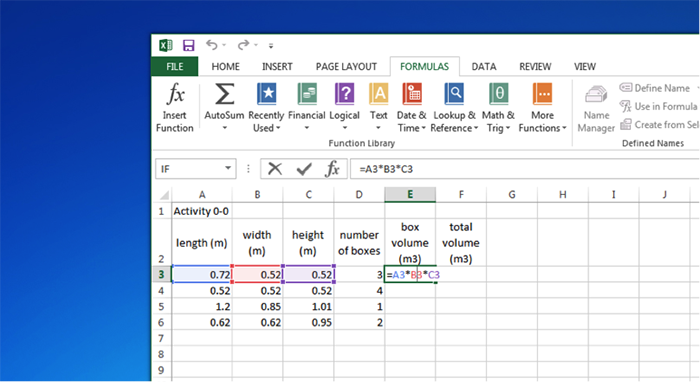 FILE HOME INSERT PAGE LAYOUT FORMULAS DATA REVIEW VIEW
fx Σ ? A θ
Insert AutoSum Recently Financial Logical Text Date & Lookup & Math & More Name Define Name
Function Used Time Reference Trig Functions Manager Use in Formula
Create from Sel
Function Library Defined Names
IF fx =A3*B3*C3
A B C D E F G H I J
1 Activity 0-0
2 length (m) width (m) height (m) number of boxes box volume (m3) total volume (m3)
3 0.72 0.52 0.52 3 =A3*B3*C3
4 0.52 0.52 0.52 4
5 1.2 0.85 1.01 1
6 0.62 0.62 0.95 2
7
8
9